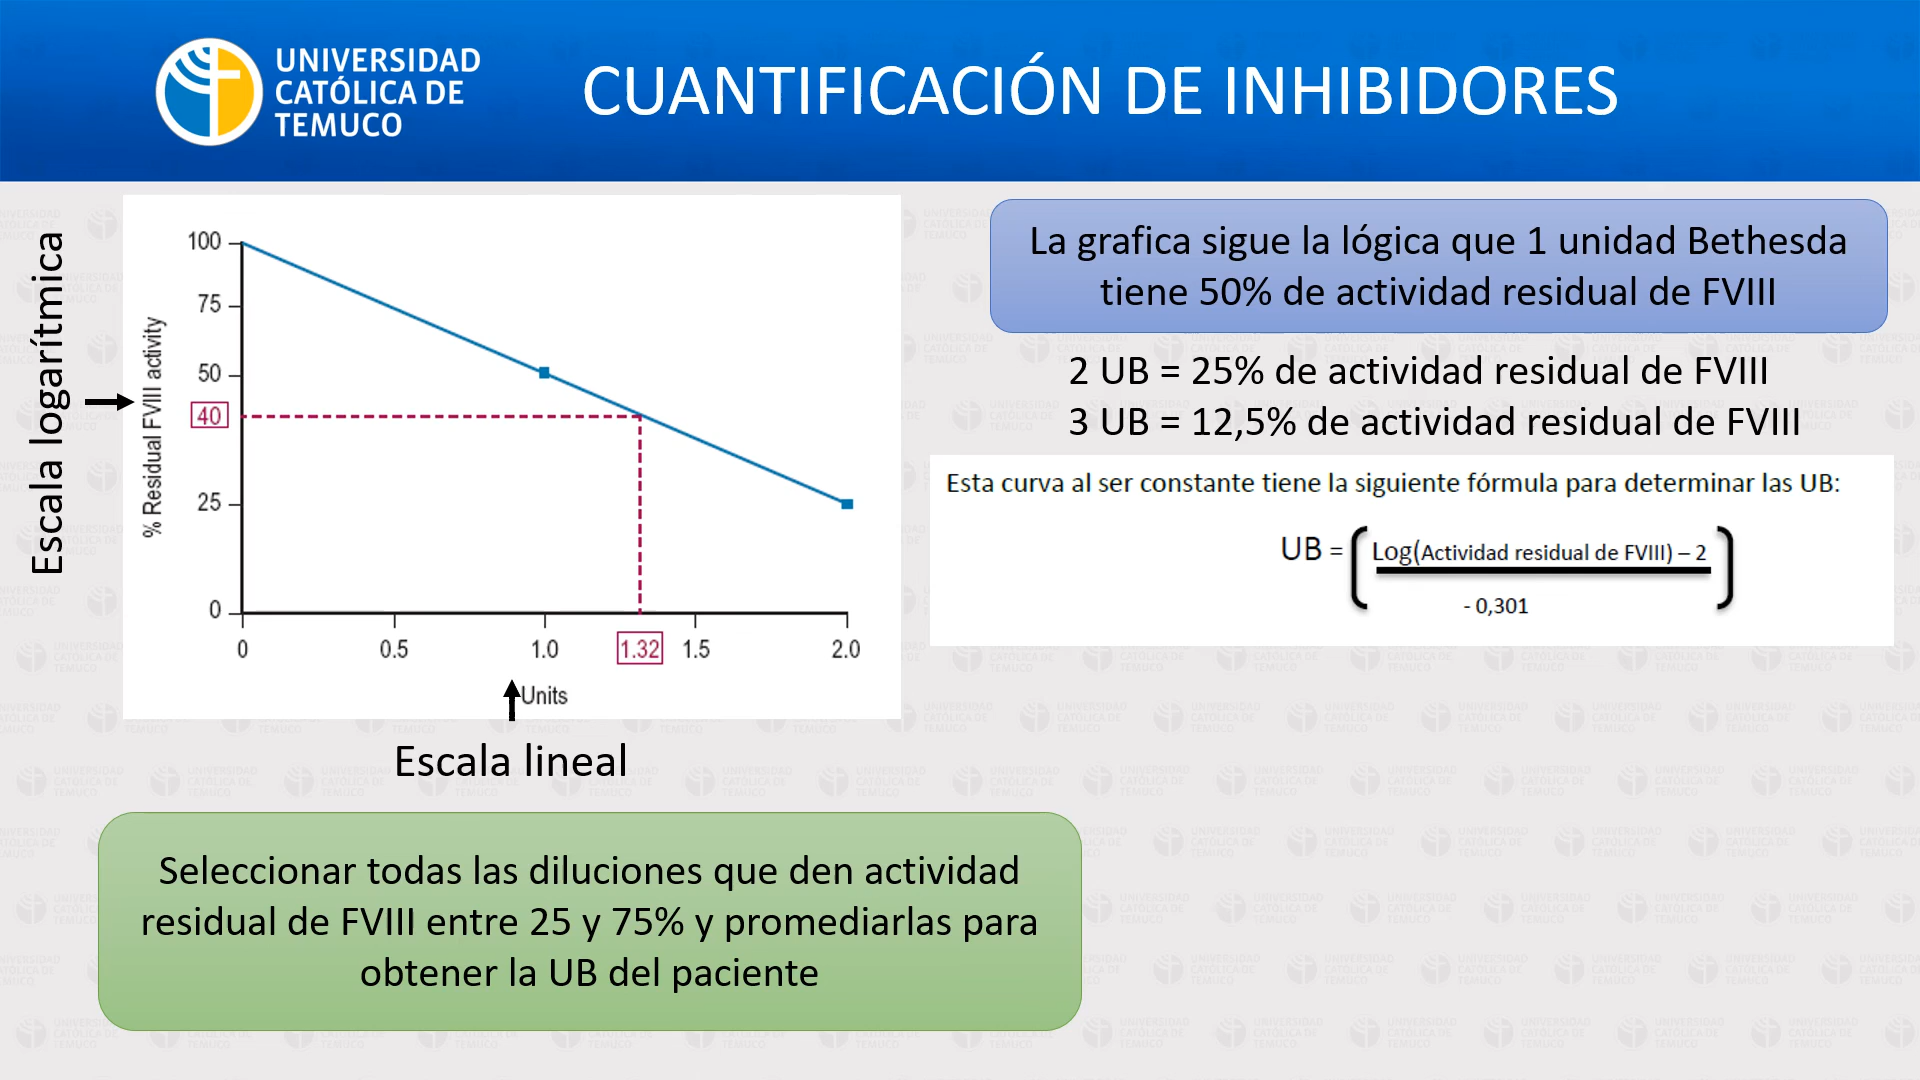 UNIVERSIDAD
CATÓLICA DE
TEMUCO
CUANTIFICACIÓN DE INHIBIDORES
Escala logarítmica
% Residual FVIII activity
100
75
50
40
25
0
0 0.5 1.0 1.32 1.5 2.0
Units
Escala lineal
La grafica sigue la lógica que 1 unidad Bethesda
tiene 50% de actividad residual de FVIII
2 UB = 25% de actividad residual de FVIII
3 UB = 12,5% de actividad residual de FVIII
Esta curva al ser constante tiene la siguiente fórmula para determinar las UB:
UB = ( Log(Actividad residual de FVIII) – 2 )
- 0,301
Seleccionar todas las diluciones que den actividad
residual de FVIII entre 25 y 75% y promediarlas para
obtener la UB del paciente